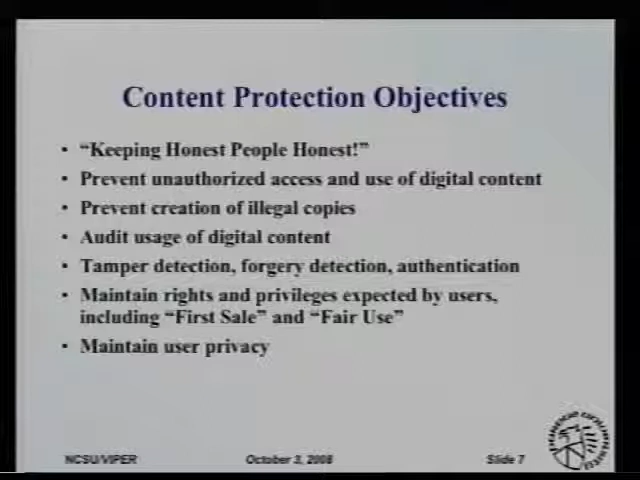 Content Protection Objectives
• “Keeping Honest People Honest!”
• Prevent unauthorized access and use of digital content
• Prevent creation of illegal copies
• Audit usage of digital content
• Tamper detection, forgery detection, authentication
• Maintain rights and privileges expected by users,
including “First Sale” and “Fair Use”
• Maintain user privacy
NCSU/VIPER October 3, 2008 Slide 7